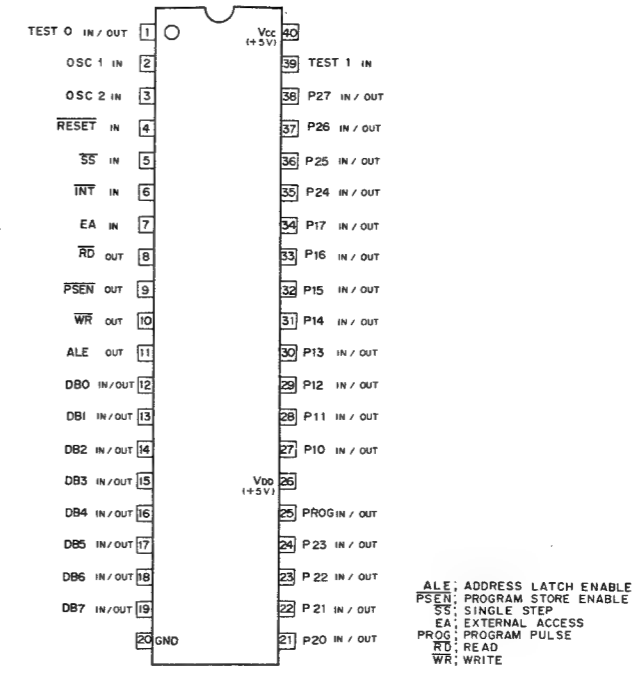 TEST 0 IN/OUT 1 Vcc 40
(+5V)
OSC 1 IN 2 39 TEST 1 IN
OSC 2 IN 3 38 P27 IN / OUT
RESET IN 4 37 P26 IN / OUT
SS IN 5 36 P25 IN / OUT
INT IN 6 35 P24 IN / OUT
EA IN 7 34 P17 IN / OUT
RD OUT 8 33 P16 IN / OUT
PSEN OUT 9 32 P15 IN / OUT
WR OUT 10 31 P14 IN / OUT
ALE OUT 11 30 P13 IN / OUT
DB0 IN/OUT 12 29 P12 IN / OUT
DB1 IN/OUT 13 28 P11 IN / OUT
DB2 IN/OUT 14 27 P10 IN / OUT
DB3 IN/OUT 15 VDD 26
(+5V)
DB4 IN/OUT 16 25 PROG IN / OUT
DB5 IN/OUT 17 24 P23 IN / OUT
DB6 IN/OUT 18 23 P22 IN / OUT
DB7 IN/OUT 19 22 P21 IN / OUT
20 GND 21 P20 IN / OUT
ALE; ADDRESS LATCH ENABLE
PSEN; PROGRAM STORE ENABLE
SS; SINGLE STEP
EA; EXTERNAL ACCESS
PROG; PROGRAM PULSE
RD; READ
WR; WRITE